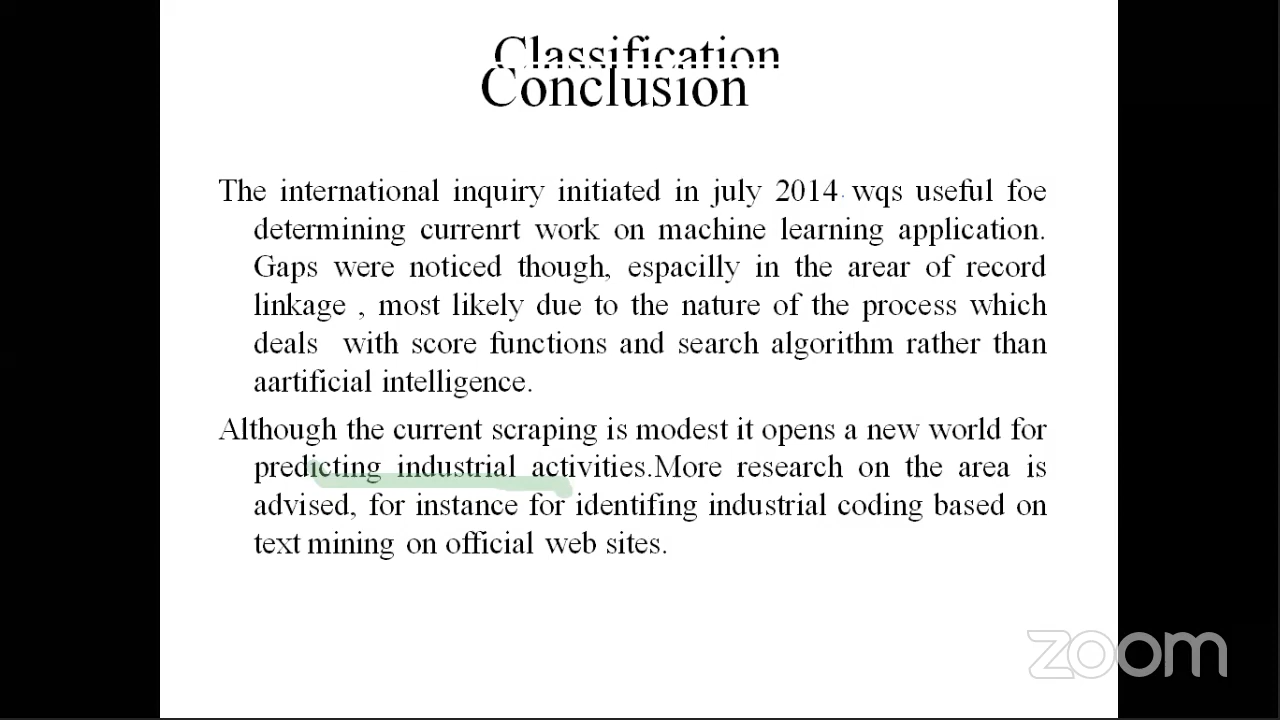 Classification
Conclusion
The international inquiry initiated in july 2014 wqs useful foe
determining currenrt work on machine learning application.
Gaps were noticed though, espacilly in the arear of record
linkage , most likely due to the nature of the process which
deals with score functions and search algorithm rather than
aartificial intelligence.
Although the current scraping is modest it opens a new world for
predicting industrial activities.More research on the area is
advised, for instance for identifing industrial coding based on
text mining on official web sites.
zoom